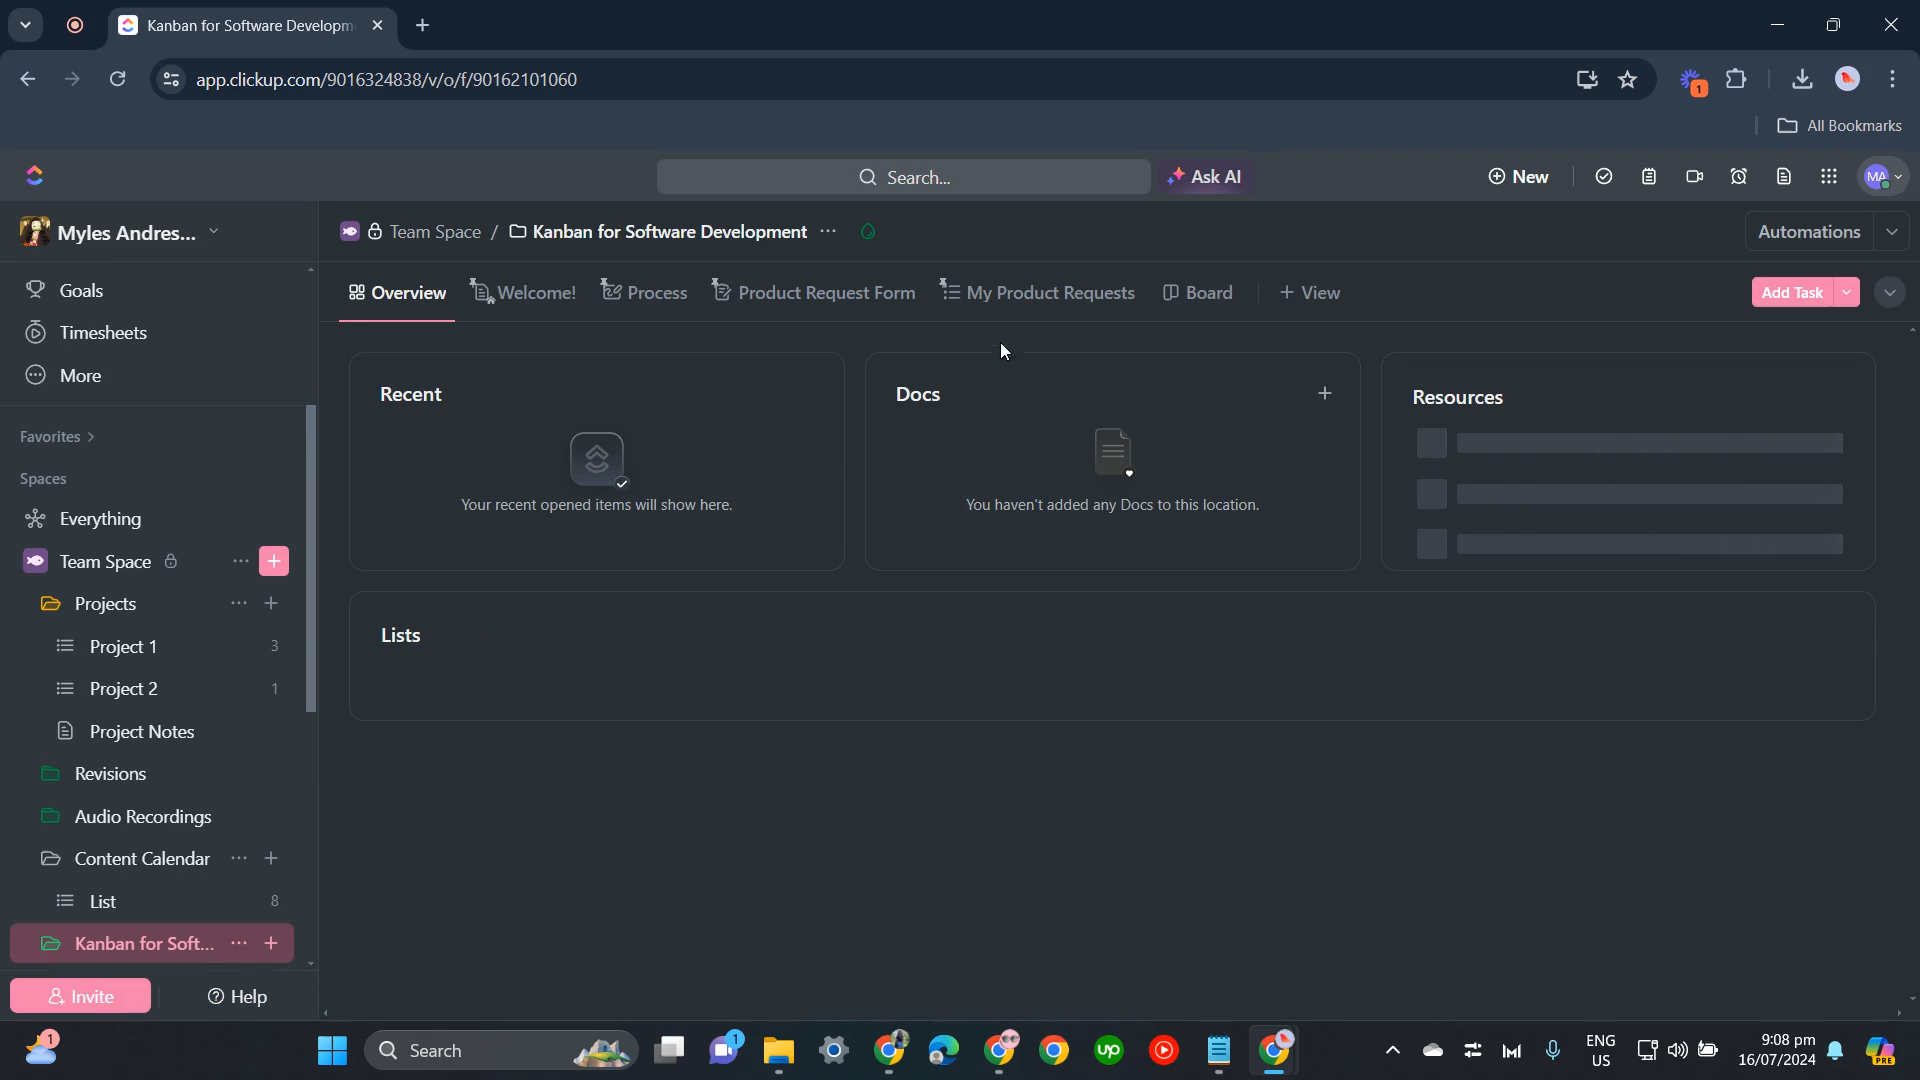 Kanban for Software Developm
app.clickup.com/9016324838/v/o/f/90162101060
1
All Bookmarks
Search...
Ask AI
New
MA
Myles Andres...
Team Space / Kanban for Software Development
Automations
Goals
Timesheets
More
Overview
Welcome!
Process
Product Request Form
My Product Requests
Board
+ View
Add Task
Favorites
Spaces
Everything
Team Space
Projects
Project 1 3
Project 2 1
Project Notes
Revisions
Audio Recordings
Content Calendar
List 8
Kanban for Soft...
Invite
Help
Recent
Your recent opened items will show here.
Docs
You haven't added any Docs to this location.
Resources
Lists
1
Search
1
up
ENG
US
9:08 pm
16/07/2024
PRE